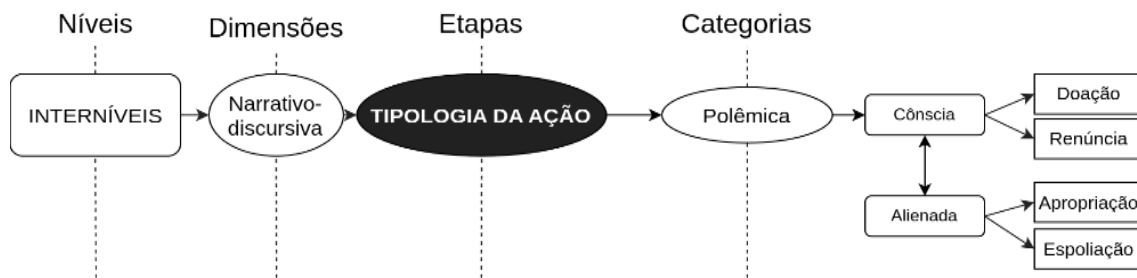 Níveis
Dimensões
Etapas
Categorias
INTERNÍVEIS
Narrativo-
discursiva
TIPOLOGIA DA AÇÃO
Polêmica
Cônscia
Doação
Renúncia
Alienada
Apropriação
Espoliação